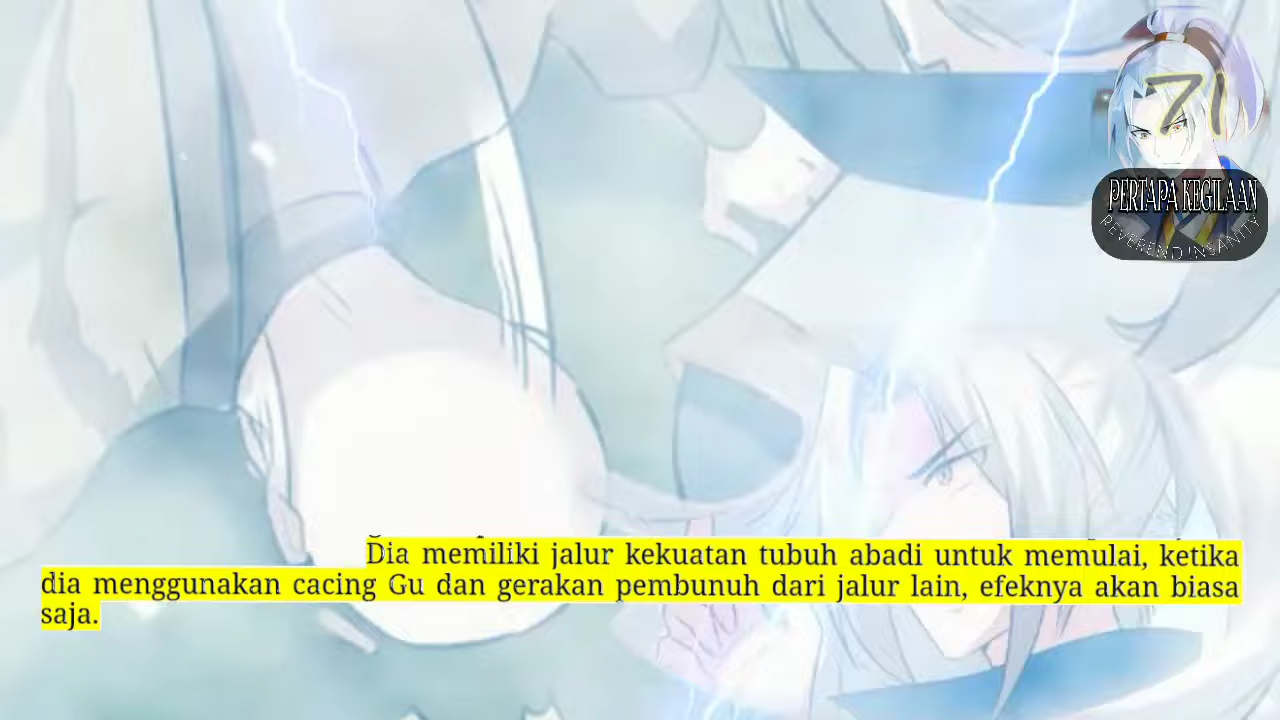 71
PERTAPA KEGILAAN
REVEREND INSANITY
Dia memiliki jalur kekuatan tubuh abadi untuk memulai, ketika
dia menggunakan cacing Gu dan gerakan pembunuh dari jalur lain, efeknya akan biasa
saja.